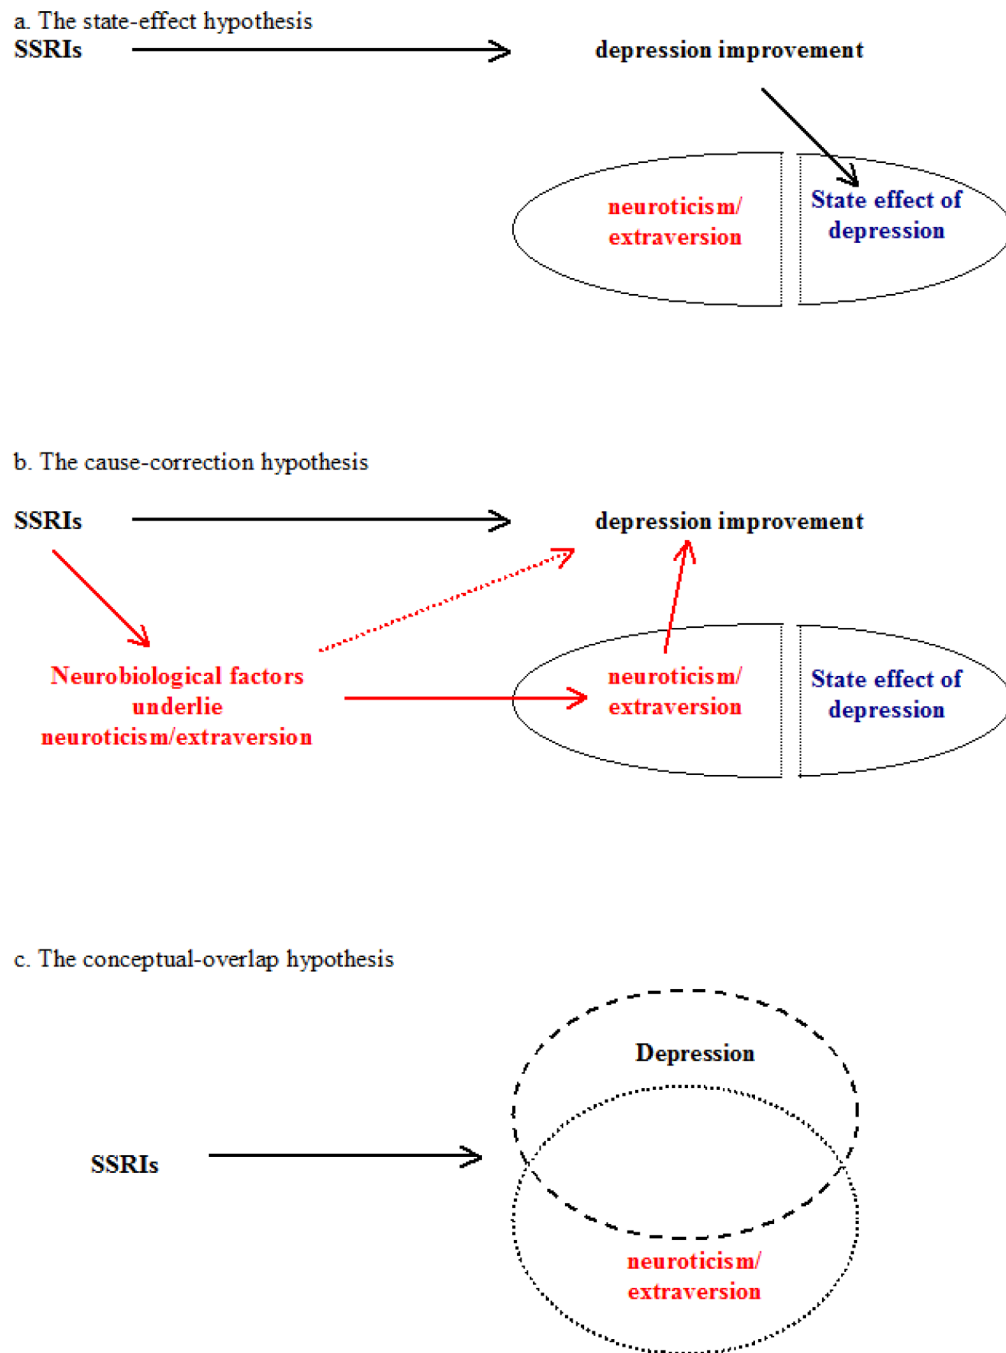 a. The state-effect hypothesis
SSRIs
depression improvement
neuroticism/
extraversion
State effect of
depression
b. The cause-correction hypothesis
SSRIs
depression improvement
Neurobiological factors
underlie
neuroticism/extraversion
neuroticism/
extraversion
State effect of
depression
c. The conceptual-overlap hypothesis
Depression
SSRIs
neuroticism/
extraversion